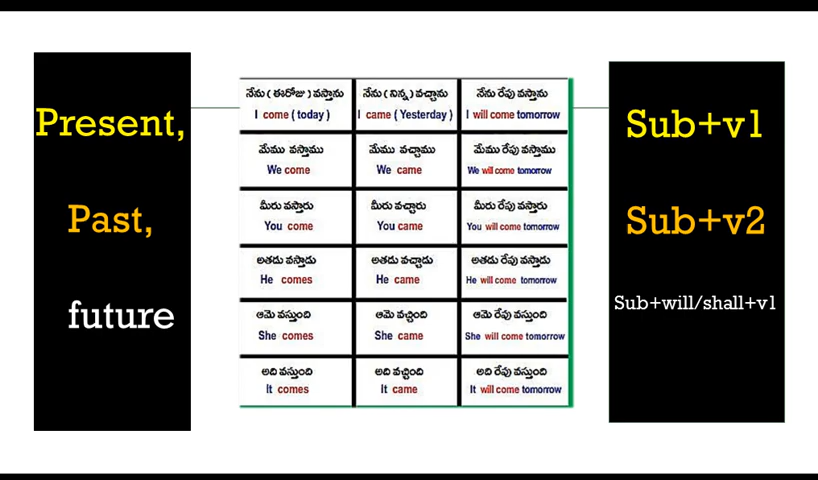 Present,
Past,
future
నేను ( ఈరోజు ) వస్తాను
I come ( today )
నేను ( నిన్న ) వచ్చాను
I came ( Yesterday )
నేను రేపు వస్తాను
I will come tomorrow
మేము వస్తాము
We come
మేము వచ్చాము
We came
మేము రేపు వస్తాము
We will come tomorrow
మీరు వస్తారు
You come
మీరు వచ్చారు
You came
మీరు రేపు వస్తారు
You will come tomorrow
అతడు వస్తాడు
He comes
అతడు వచ్చాడు
He came
అతడు రేపు వస్తాడు
He will come tomorrow
ఆమె వస్తుంది
She comes
ఆమె వచ్చింది
She came
ఆమె రేపు వస్తుంది
She will come tomorrow
అది వస్తుంది
It comes
అది వచ్చింది
It came
అది రేపు వస్తుంది
It will come tomorrow
Sub+v1
Sub+v2
Sub+will/shall+v1